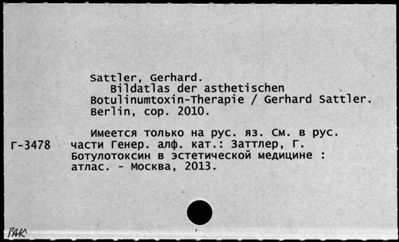 Sattler, Gerhard.
Bildatlas der asthetischen
Botulinumtoxin-Therapie / Gerhard Sattler.
Berlin, cop. 2010.
Имеется только на рус. яз. См. в рус.
Г-3478 части Генер. алф. кат.: Заттлер, Г.
Ботулотоксин в эстетической медицине :
атлас. - Москва, 2013.
ВАК